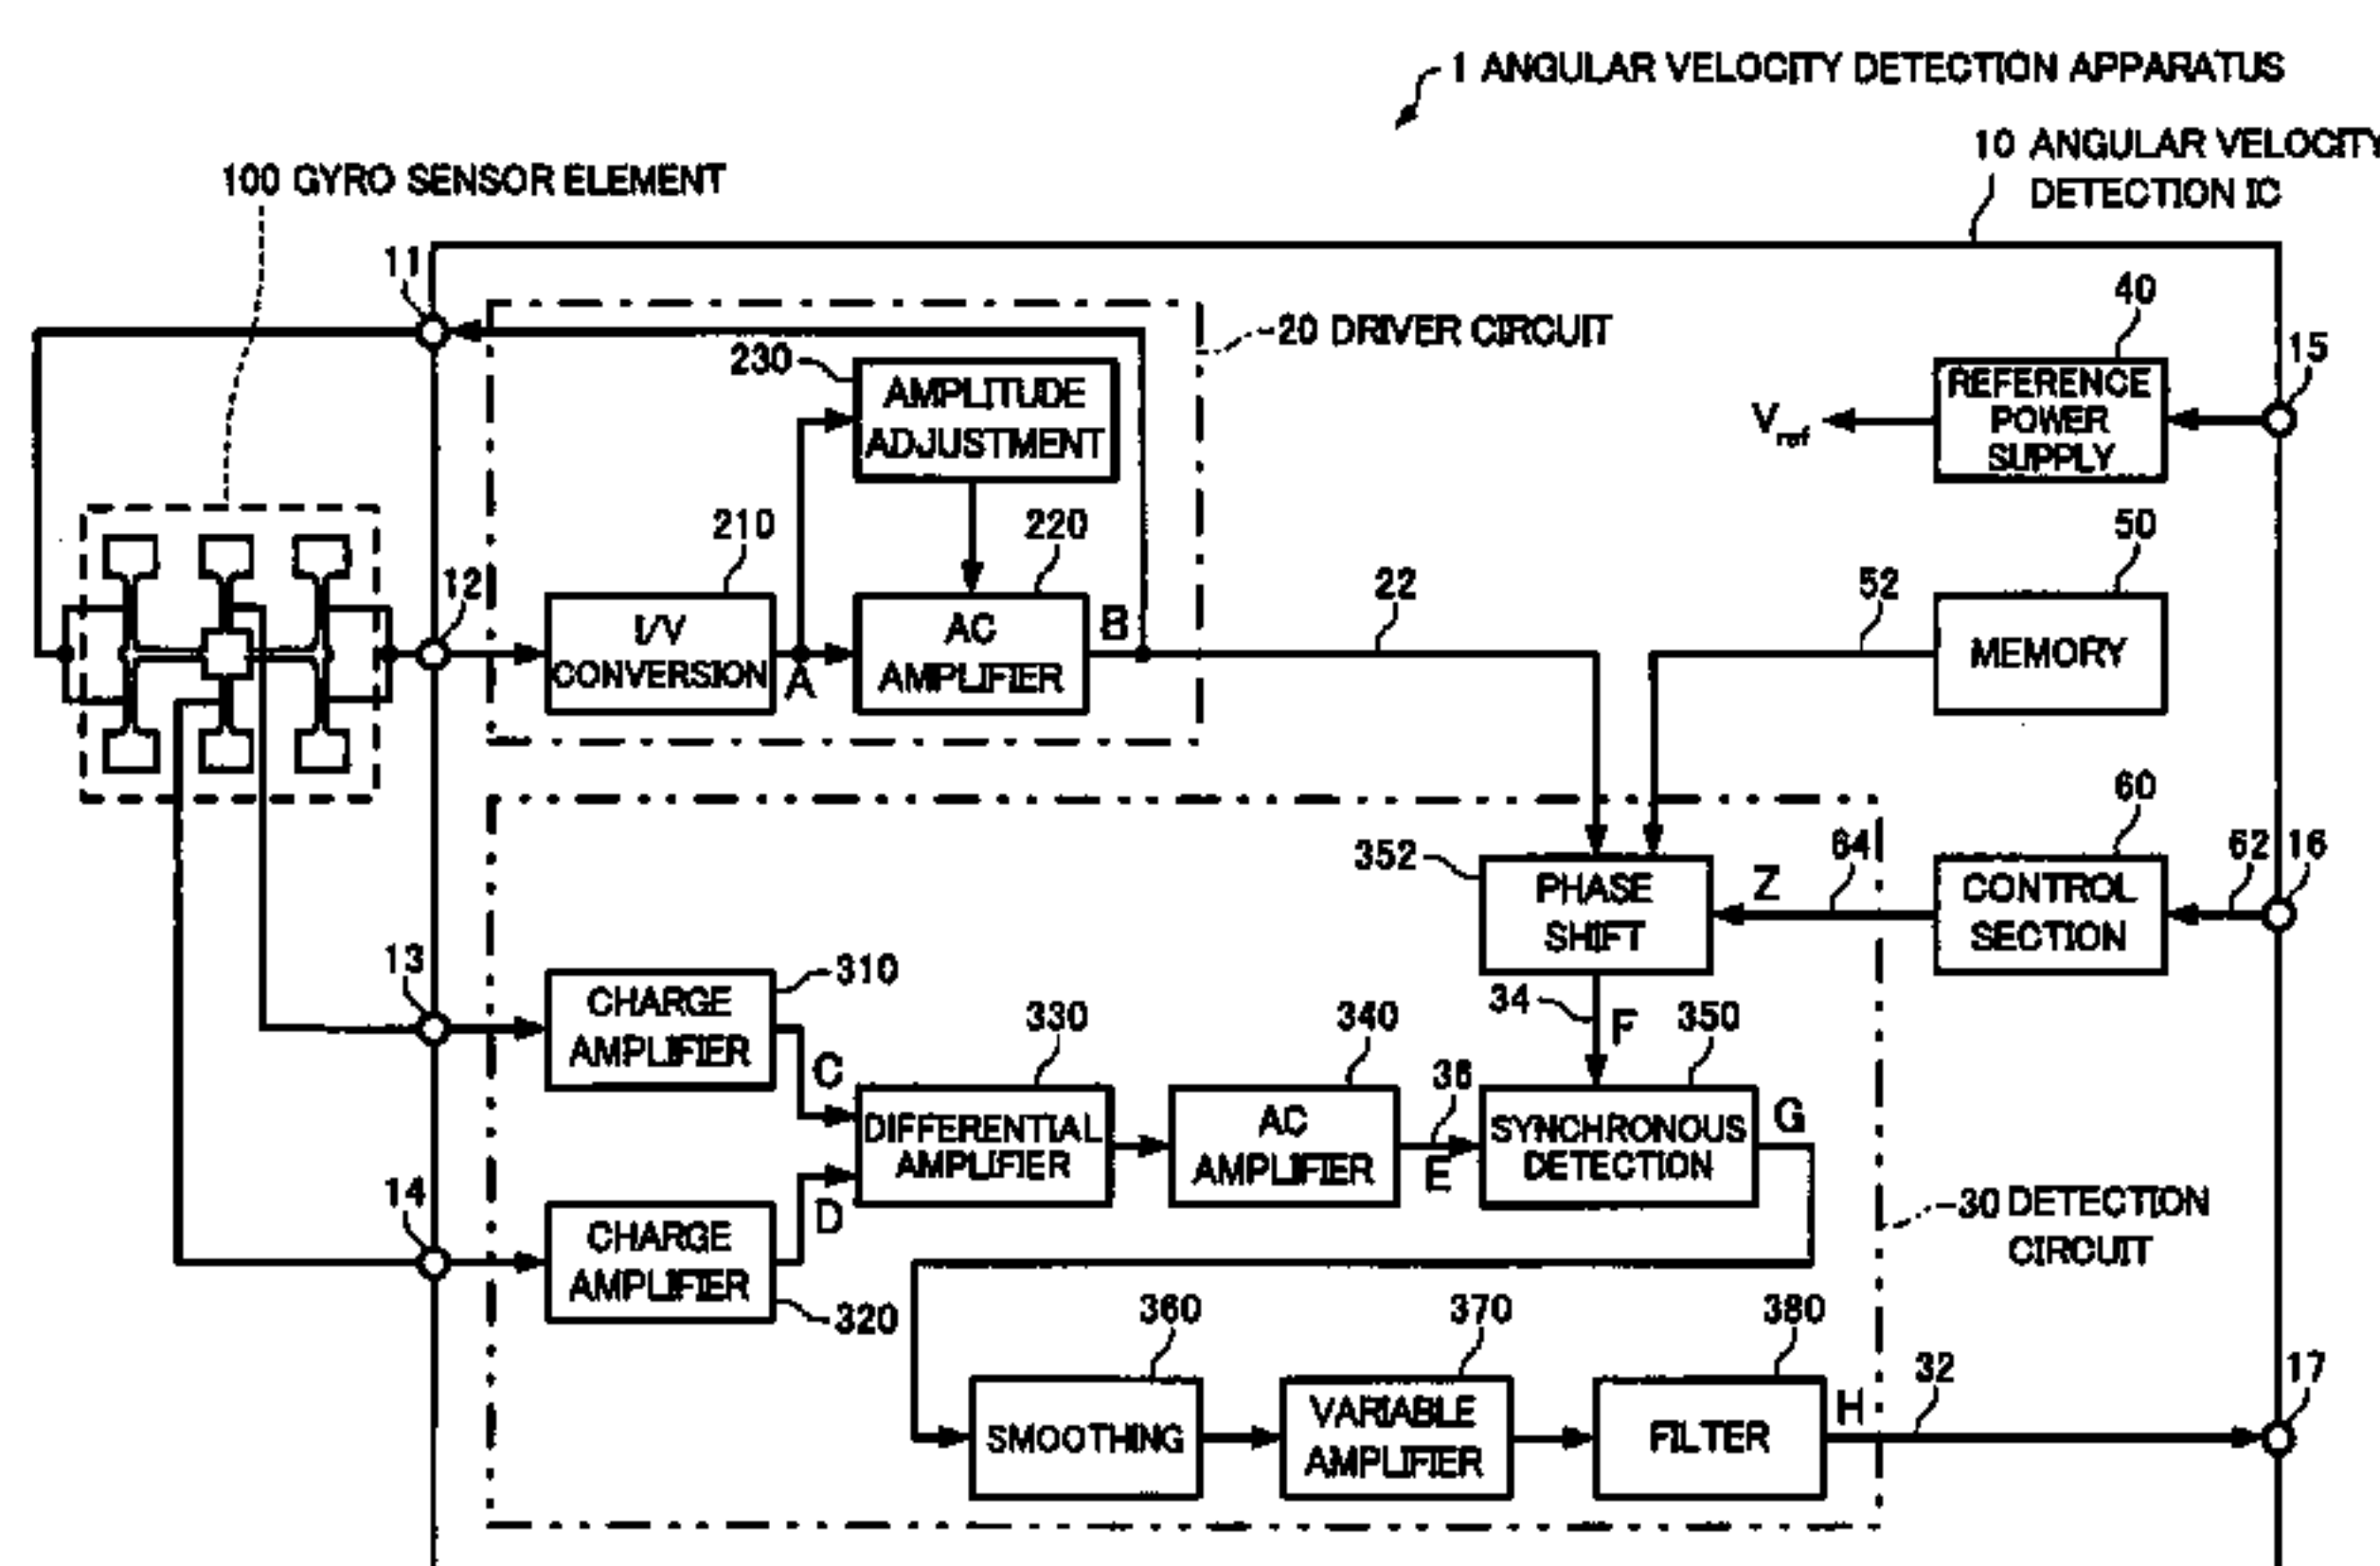 1 ANGULAR VELOCITY DETECTION APPARATUS
10 ANGULAR VELOCITY
DETECTION IC
100 GYRO SENSOR ELEMENT
11
40
20 DRIVER CIRCUIT
15
230
AMPLITUDE
ADJUSTMENT
REFERENCE
POWER
SUPPLY
Vref
210
220
50
12
22
52
I/V
CONVERSION
A
AC
AMPLIFIER
B
MEMORY
60
352
PHASE
SHIFT
Z
64
CONTROL
SECTION
62
16
13
310
CHARGE
AMPLIFIER
34
F
330
340
350
C
36
DIFFERENTIAL
AMPLIFIER
AC
AMPLIFIER
E
SYNCHRONOUS
DETECTION
G
14
D
30 DETECTION
CIRCUIT
CHARGE
AMPLIFIER
320
360
370
380
32
17
SMOOTHING
VARIABLE
AMPLIFIER
FILTER
H